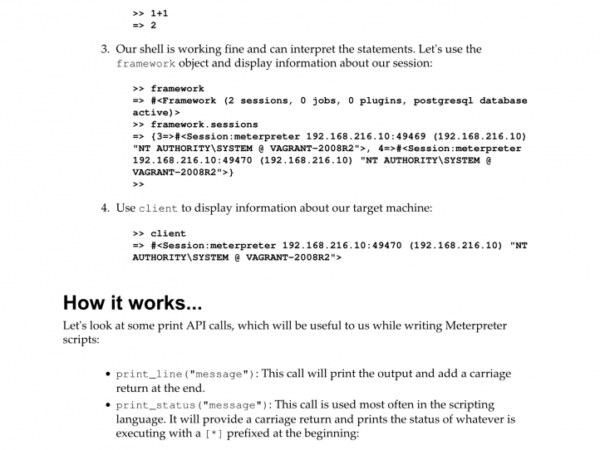 >> 1+1
=> 2
3. Our shell is working fine and can interpret the statements. Let's use the
framework object and display information about our session:
>> framework
=> #<Framework (2 sessions, 0 jobs, 0 plugins, postgresql database
active)>
>> framework.sessions
=> {3=>#<Session:meterpreter 192.168.216.10:49469 (192.168.216.10)
"NT AUTHORITY\SYSTEM @ VAGRANT-2008R2">, 4=>#<Session:meterpreter
192.168.216.10:49470 (192.168.216.10) "NT AUTHORITY\SYSTEM @
VAGRANT-2008R2">}
>>
4. Use client to display information about our target machine:
>> client
=> #<Session:meterpreter 192.168.216.10:49470 (192.168.216.10) "NT
AUTHORITY\SYSTEM @ VAGRANT-2008R2">
How it works...
Let's look at some print API calls, which will be useful to us while writing Meterpreter
scripts:
• print_line("message"): This call will print the output and add a carriage
return at the end.
• print_status("message"): This call is used most often in the scripting
language. It will provide a carriage return and prints the status of whatever is
executing with a [*] prefixed at the beginning: